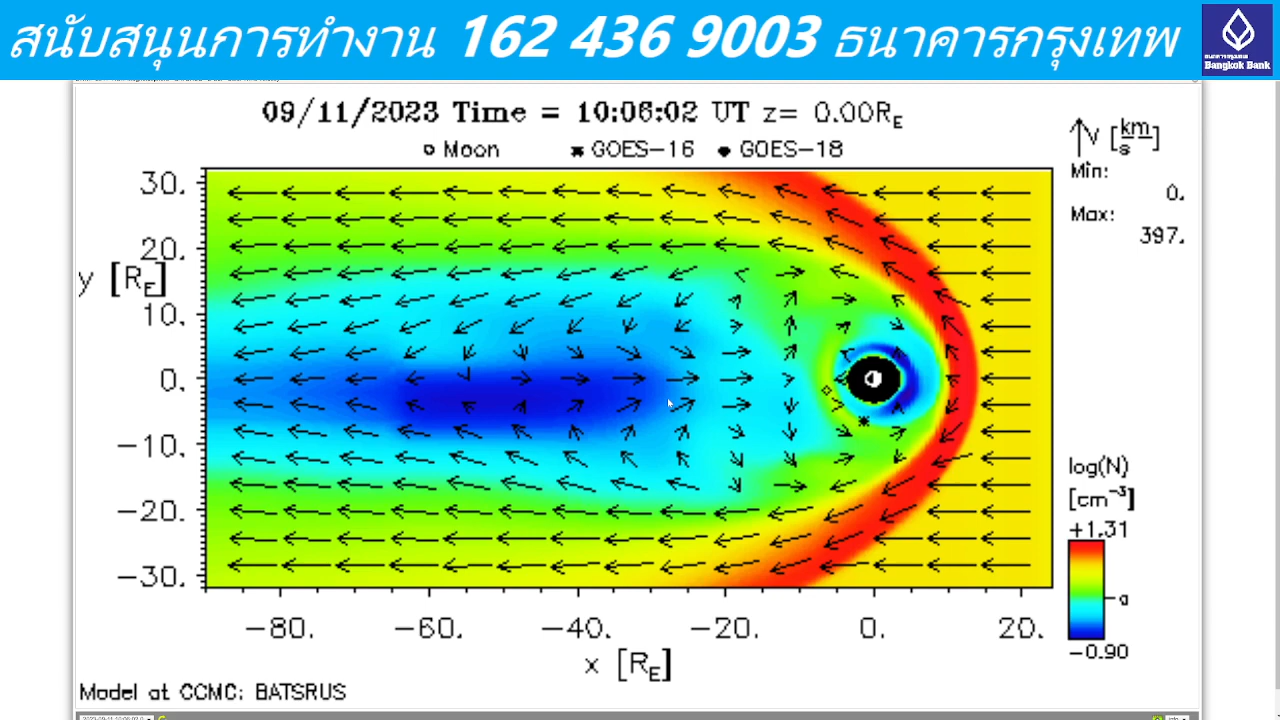 สนับสนุนการทำงาน 162 436 9003 ธนาคารกรุงเทพ
Bangkok Bank
09/11/2023 Time = 10:06:02 UT z= 0.00RE
Moon GOES-16 GOES-18
V [km/s]
Min:
0.
Max:
397.
y [RE]
30.
20.
10.
0.
-10.
-20.
-30.
-80. -60. -40. -20. 0. 20.
x [RE]
log(N)
[cm-3]
+1.31
0
-0.90
Model at CCMC: BATSRUS